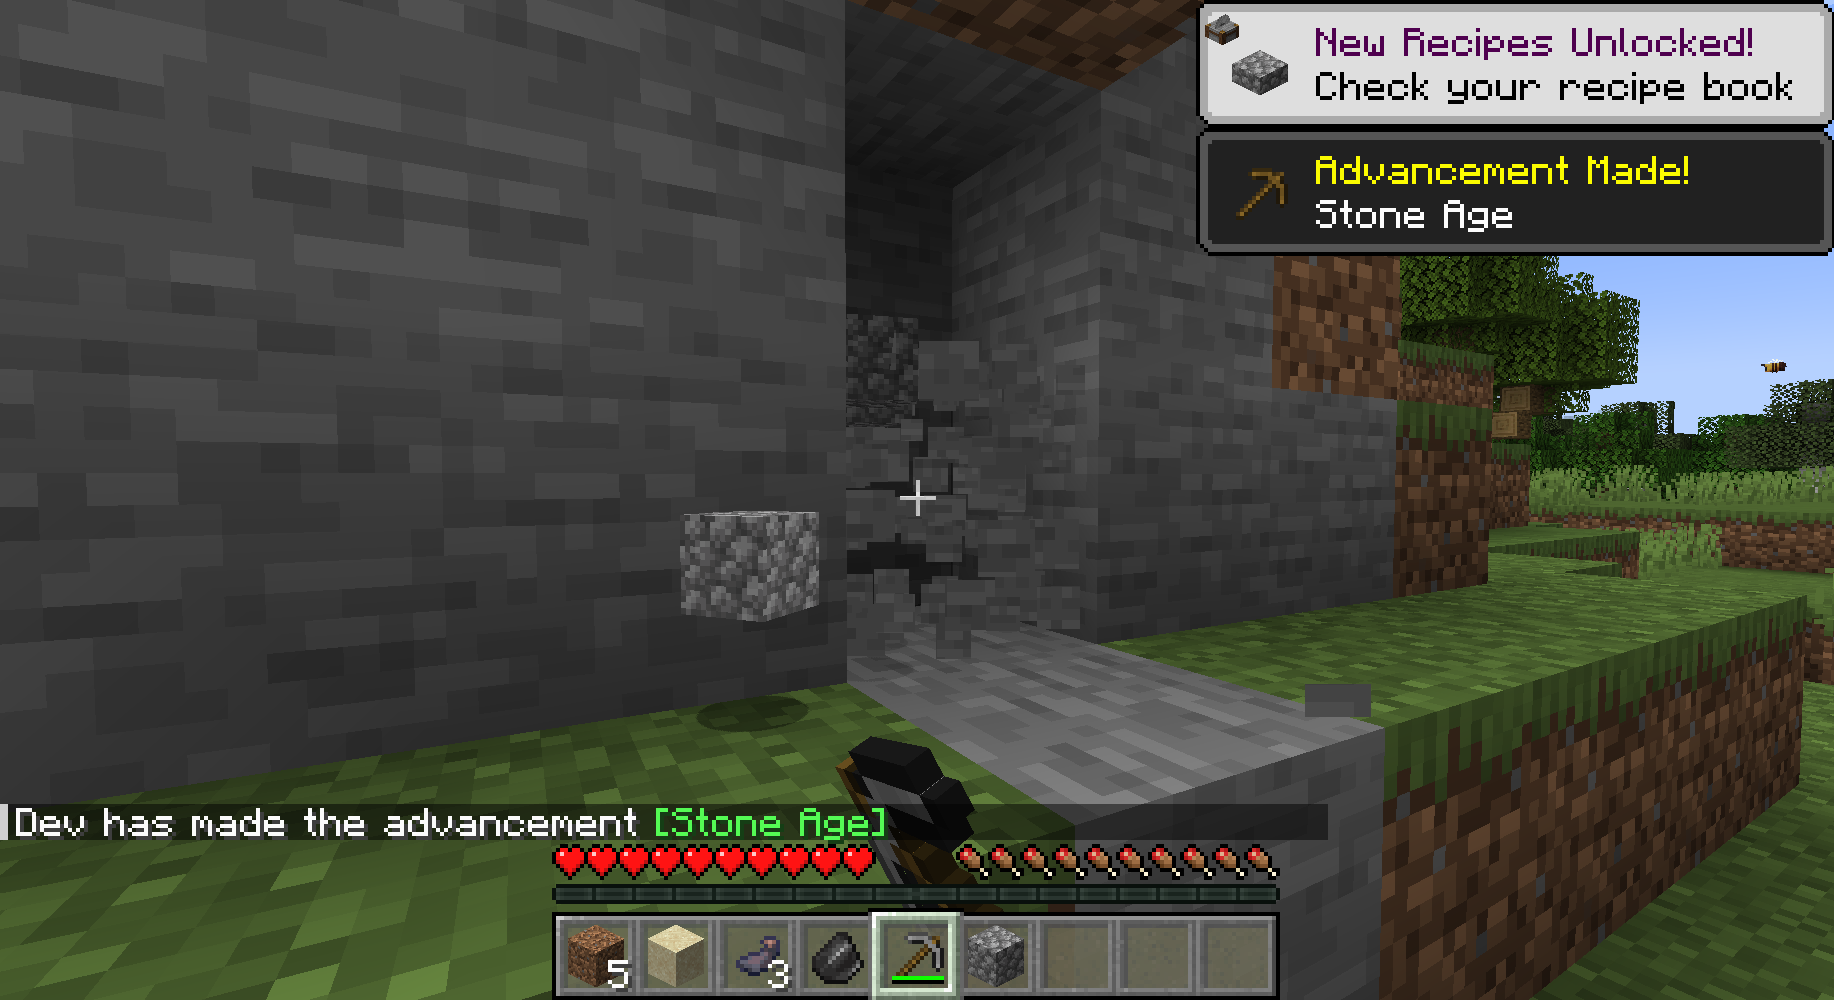 New Recipes Unlocked!
Check your recipe book
Advancement Made!
Stone Age
Dev has made the advancement [Stone Age]
5
3